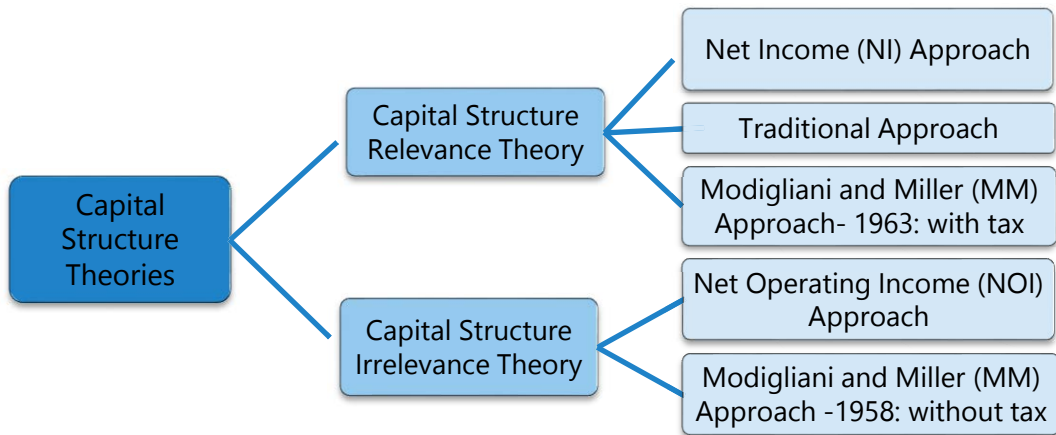 Capital
Structure
Theories
Capital Structure
Relevance Theory
Net Income (NI) Approach
Traditional Approach
Modigliani and Miller (MM)
Approach- 1963: with tax
Capital Structure
Irrelevance Theory
Net Operating Income (NOI)
Approach
Modigliani and Miller (MM)
Approach -1958: without tax